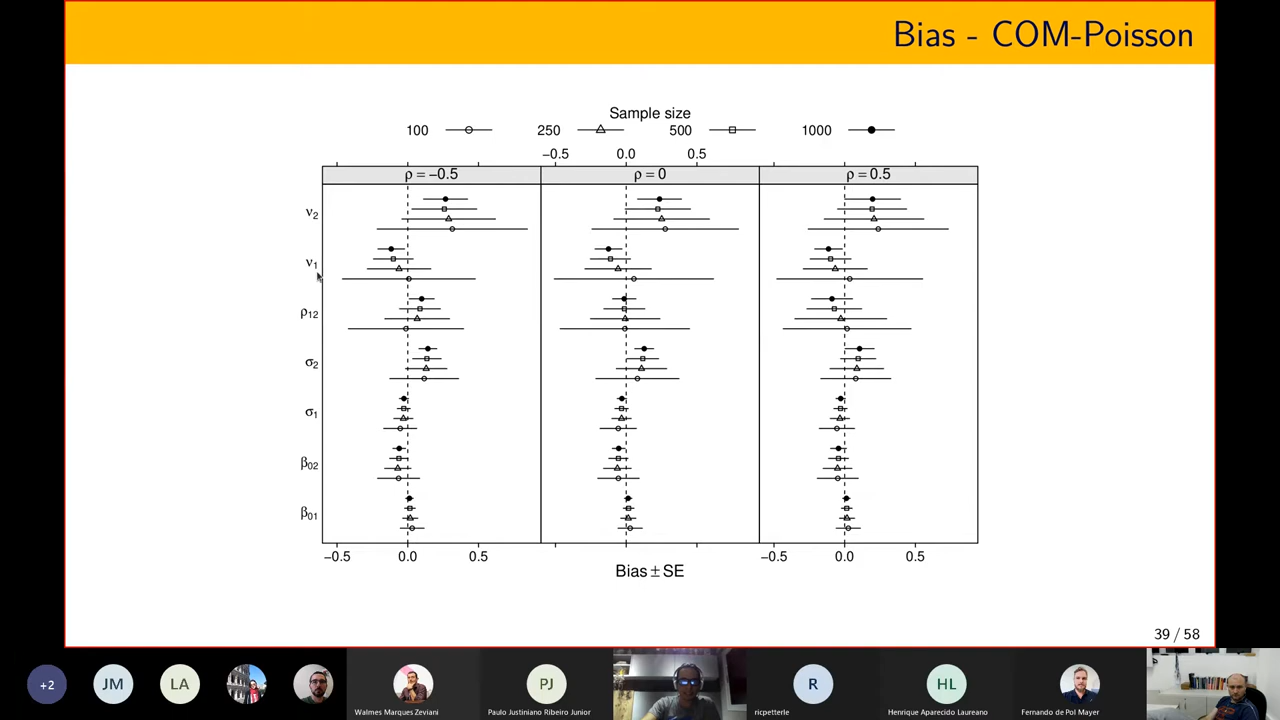 Bias - COM-Poisson
Sample size
100 250 500 1000
−0.5 0.0 0.5
ρ = −0.5 ρ = 0 ρ = 0.5
ν2
ν1
ρ12
σ2
σ1
β02
β01
−0.5 0.0 0.5 −0.5 0.0 0.5
Bias ± SE
39 / 58
+2 JM LA PJ R HL
Walmes Marques Zeviani Paulo Justiniano Ribeiro Junior ricpetterle Henrique Aparecido Laureano Fernando de Pol Mayer